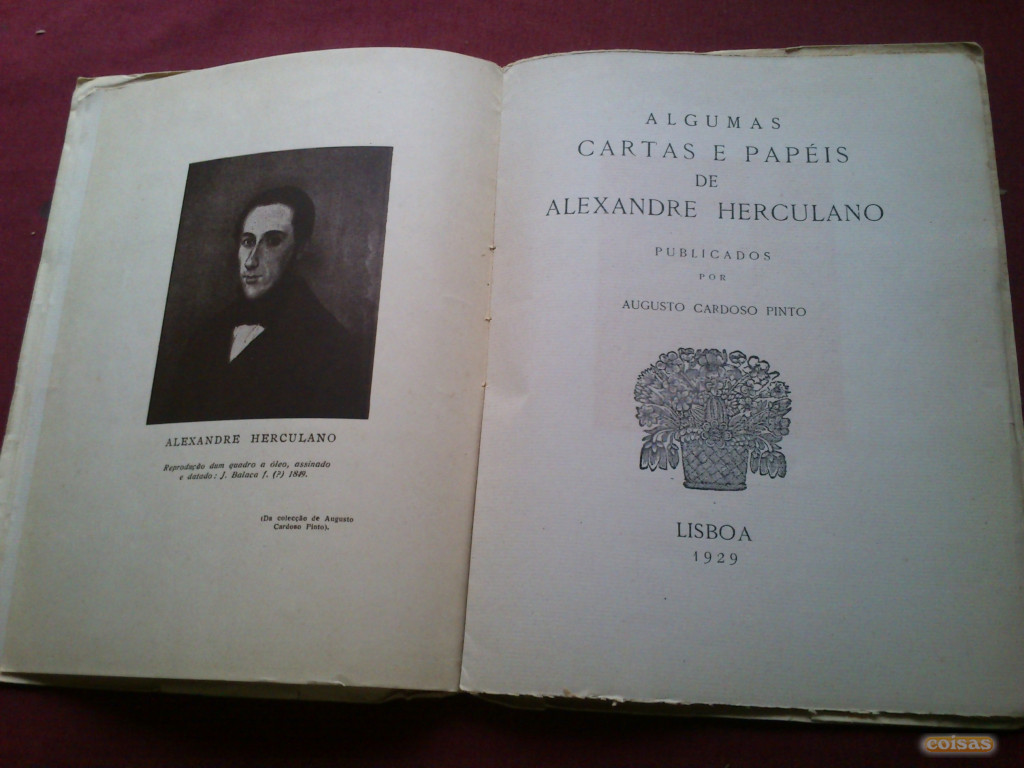 ALEXANDRE HERCULANO
Reprodução dum quadro a óleo, assinado
e datado: J. Balaca f. (?) 1849.
(Da colecção de Augusto
Cardoso Pinto).
ALGUMAS
CARTAS E PAPÉIS
DE
ALEXANDRE HERCULANO
PUBLICADOS
POR
AUGUSTO CARDOSO PINTO
LISBOA
1929
coisas